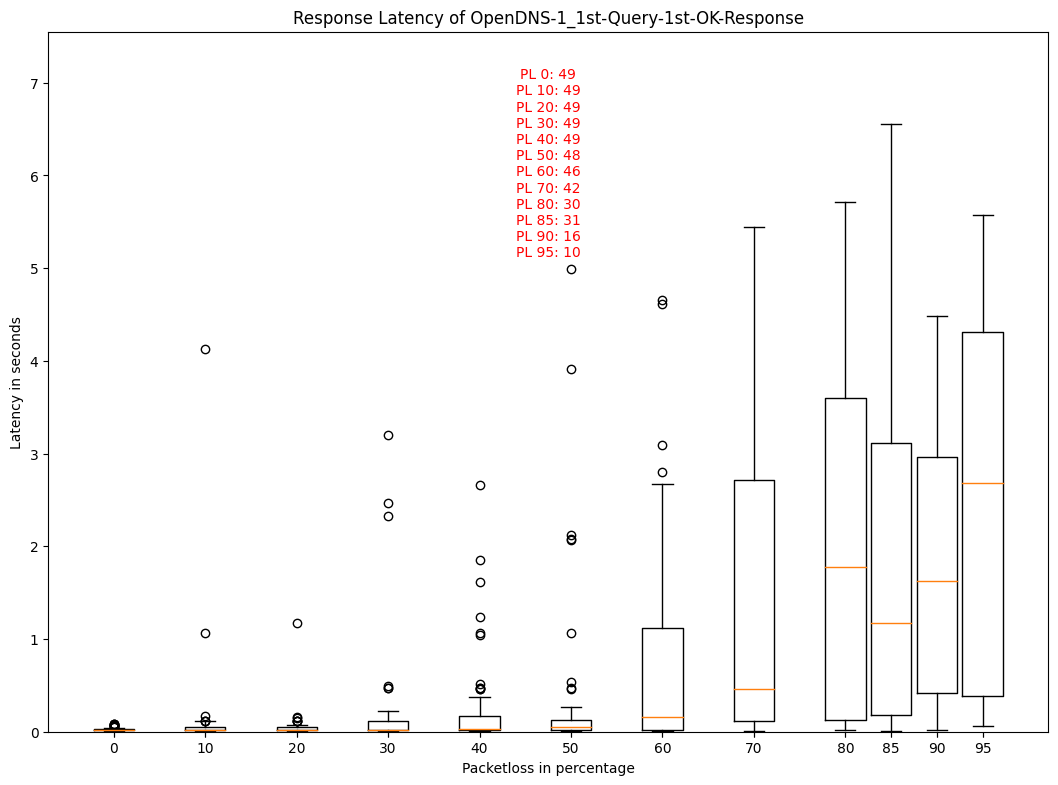 Response Latency of OpenDNS-1_1st-Query-1st-OK-Response
PL 0: 49
PL 10: 49
PL 20: 49
PL 30: 49
PL 40: 49
PL 50: 48
PL 60: 46
PL 70: 42
PL 80: 30
PL 85: 31
PL 90: 16
PL 95: 10
Latency in seconds
7
6
5
4
3
2
1
0
0 10 20 30 40 50 60 70 80 85 90 95
Packetloss in percentage